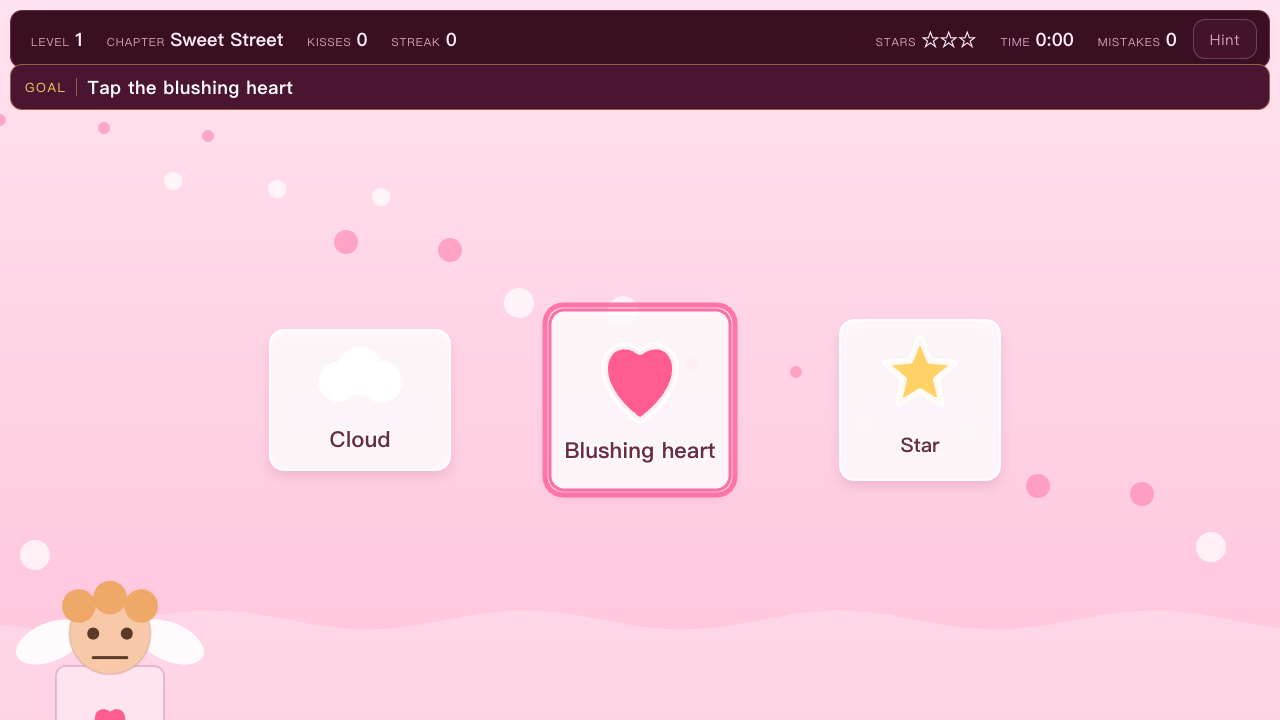 LEVEL 1 CHAPTER Sweet Street KISSES 0 STREAK 0 STARS ☆☆☆ TIME 0:00 MISTAKES 0 Hint
GOAL Tap the blushing heart
Cloud
Blushing heart
Star